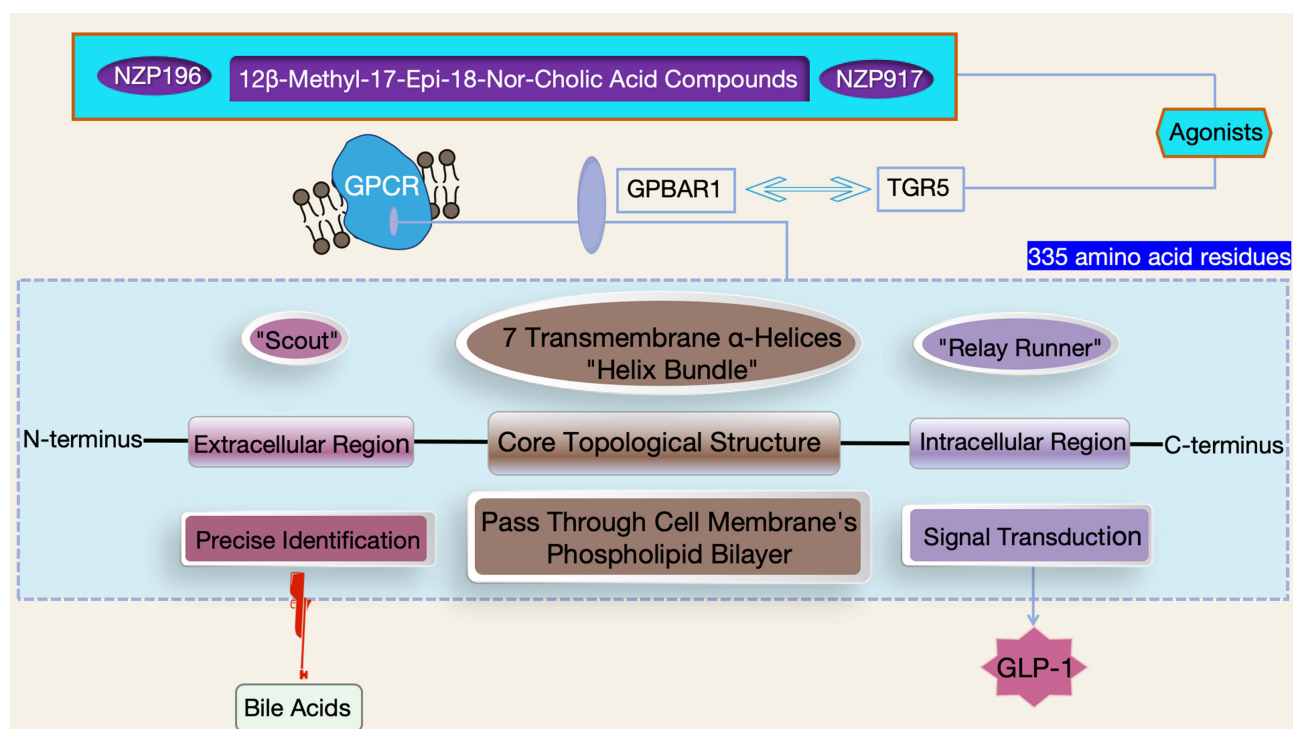 NZP196
12β-Methyl-17-Epi-18-Nor-Cholic Acid Compounds
NZP917
Agonists
GPCR
GPBAR1
TGR5
335 amino acid residues
"Scout"
7 Transmembrane α-Helices
"Helix Bundle"
"Relay Runner"
N-terminus
Extracellular Region
Core Topological Structure
Intracellular Region
C-terminus
Precise Identification
Pass Through Cell Membrane's
Phospholipid Bilayer
Signal Transduction
GLP-1
Bile Acids